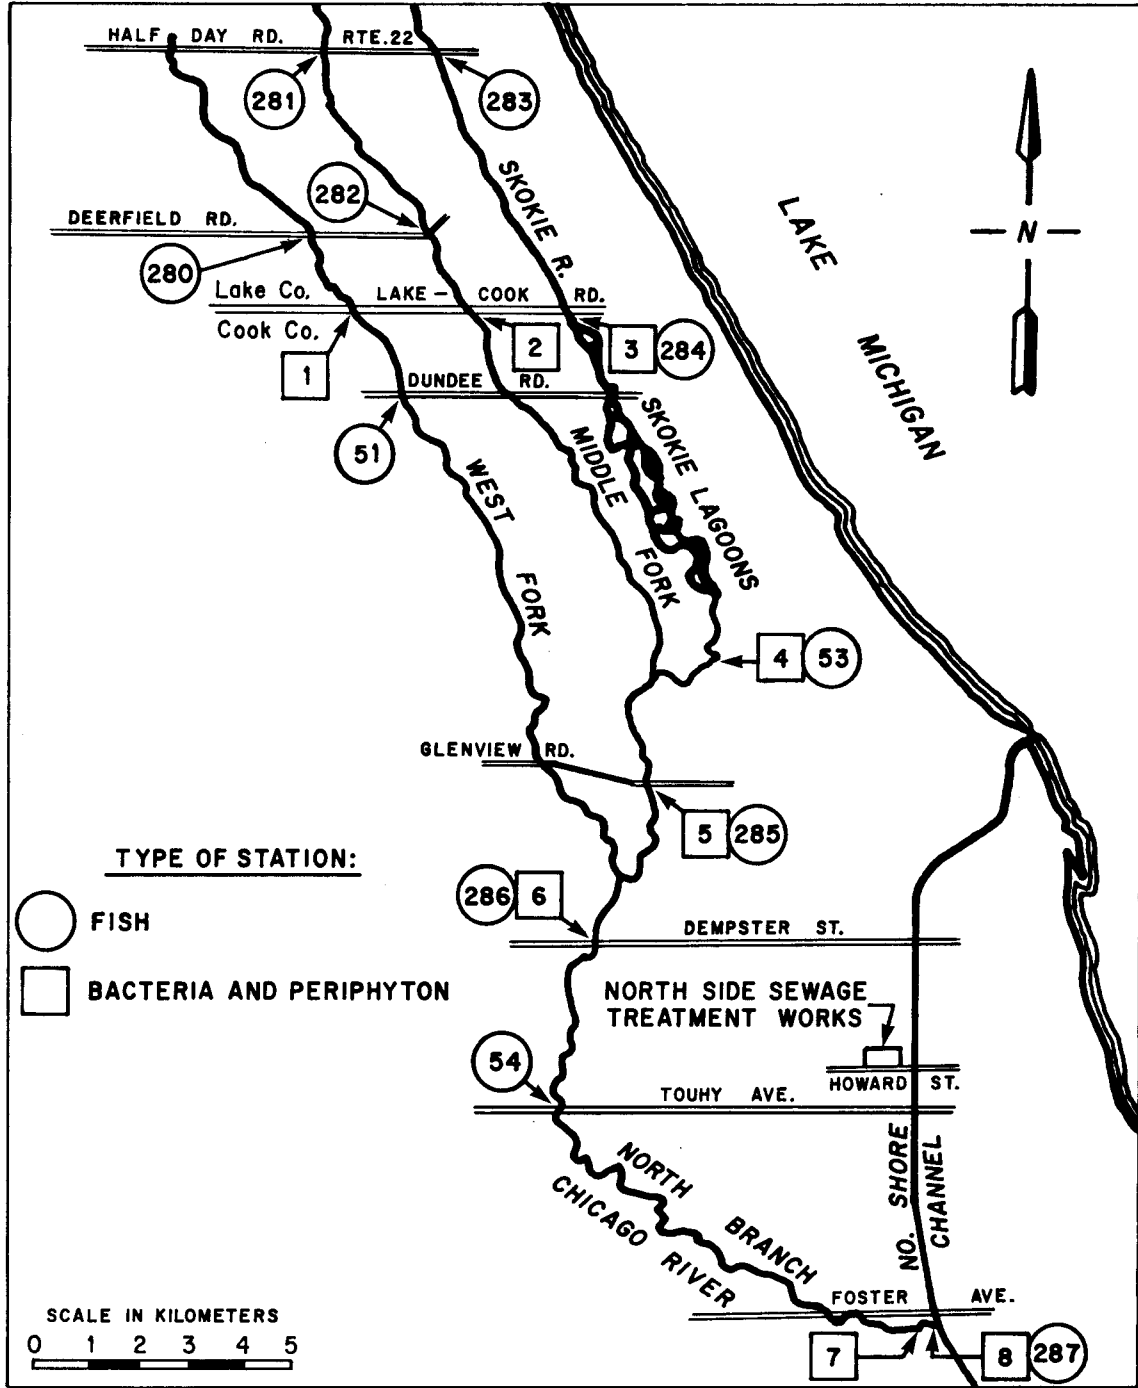 HALF DAY RD. RTE.22
281
283
SKOKIE R.
282
DEERFIELD RD.
280
LAKE MICHIGAN
N
Lake Co. LAKE - COOK RD.
Cook Co.
1
2
3 284
DUNDEE RD.
51
WEST FORK
MIDDLE FORK
SKOKIE LAGOONS
4 53
GLENVIEW RD.
5 285
TYPE OF STATION:
FISH
BACTERIA AND PERIPHYTON
286 6
DEMPSTER ST.
NORTH SIDE SEWAGE
TREATMENT WORKS
HOWARD ST.
54
TOUHY AVE.
NO. SHORE
CHANNEL
NORTH BRANCH
CHICAGO RIVER
FOSTER AVE.
7
8 287
SCALE IN KILOMETERS
0 1 2 3 4 5